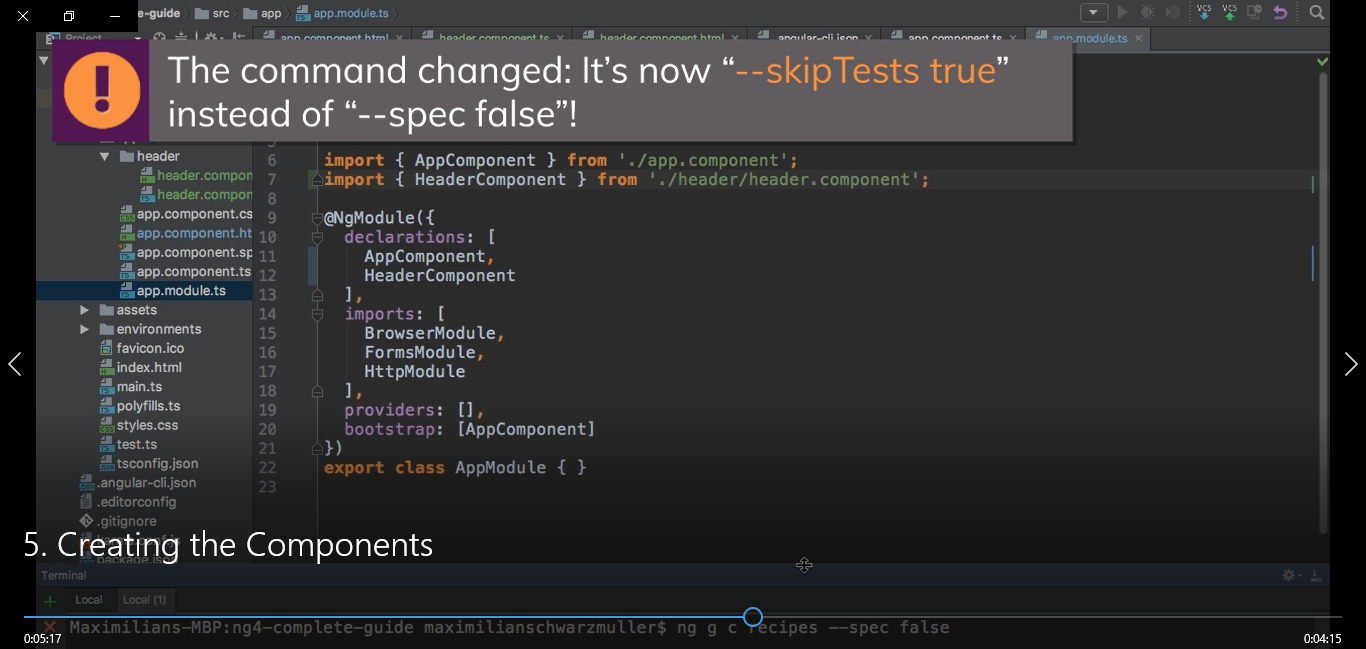 e-guide src app app.module.ts
VCS VCS
Project app.component.html header.component.ts header.component.html angular-cli.json app.component.ts app.module.ts
The command changed: It's now “--skipTests true”
instead of “--spec false”!
header
6 import { AppComponent } from './app.component';
header.compon
7 import { HeaderComponent } from './header/header.component';
header.compon
8
app.component.cs
9 @NgModule({
app.component.ht
10 declarations: [
app.component.sp
11 AppComponent,
app.component.ts
12 HeaderComponent
app.module.ts
13 ],
assets
14 imports: [
environments
15 BrowserModule,
favicon.ico
16 FormsModule,
index.html
17 HttpModule
main.ts
18 ],
polyfills.ts
19 providers: [],
styles.css
20 bootstrap: [AppComponent]
test.ts
21 })
tsconfig.json
22 export class AppModule { }
.angular-cli.json
23
.editorconfig
.gitignore
5. Creating the Components
package.json
Terminal
Local Local (1)
Maximilians-MBP:ng4-complete-guide maximilianschwarzmuller$ ng g c recipes --spec false
0:05:17
0:04:15